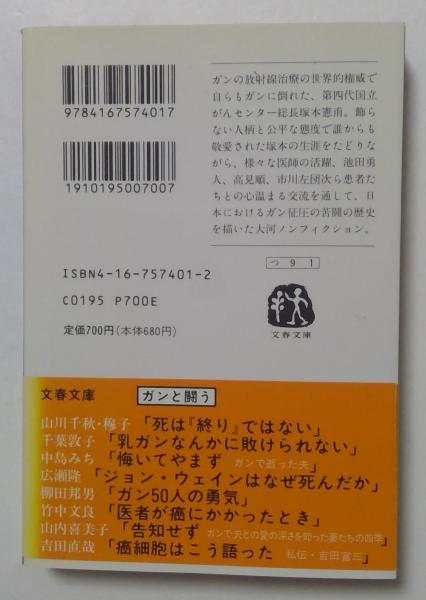 9784167574017
1910195007007
ISBN4-16-757401-2
C0195 P700E
定価700円(本体680円)
ガンの放射線治療の世界的権威で
自らもガンに倒れた、第四代国立
がんセンター総長塚本憲甫。飾ら
ない人柄と公平な態度で誰からも
敬愛された塚本の生涯をたどりな
がら、様々な医師の活躍、池田勇
人、高見順、市川左団次ら患者た
ちとの心温まる交流を通して、日
本におけるガン征圧の苦闘の歴史
を描いた大河ノンフィクション。
つ 9 1
文春文庫
文春文庫 ガンと闘う
山川千秋・穆子「死は『終り』ではない」
千葉敦子「乳ガンなんかに敗けられない」
中島みち「悔いてやまず ガンで逝った夫」
広瀬隆「ジョン・ウェインはなぜ死んだか」
柳田邦男「ガン50人の勇気」
竹中文良「医者が癌にかかったとき」
山内喜美子「告知せず ガンで夫との愛の深さを知った妻たちの四季」
吉田直哉「癌細胞はこう語った 私伝・吉田富三」